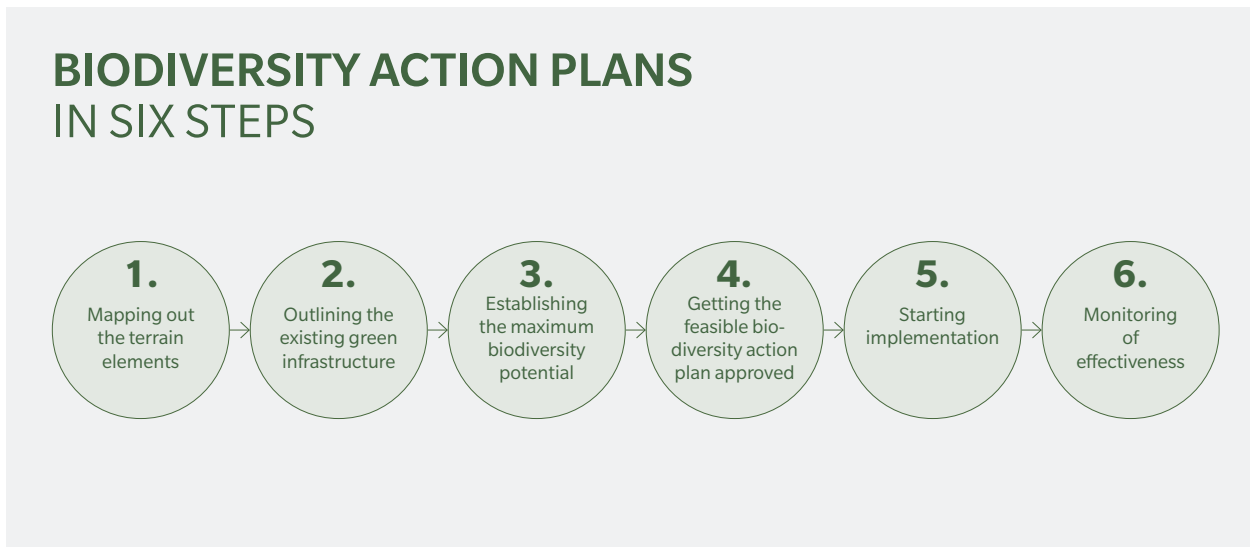 BIODIVERSITY ACTION PLANS
IN SIX STEPS
1.
Mapping out
the terrain
elements
2.
Outlining the
existing green
infrastructure
3.
Establishing
the maximum
biodiversity
potential
4.
Getting the
feasible bio-
diversity action
plan approved
5.
Starting
implementation
6.
Monitoring
of
effectiveness